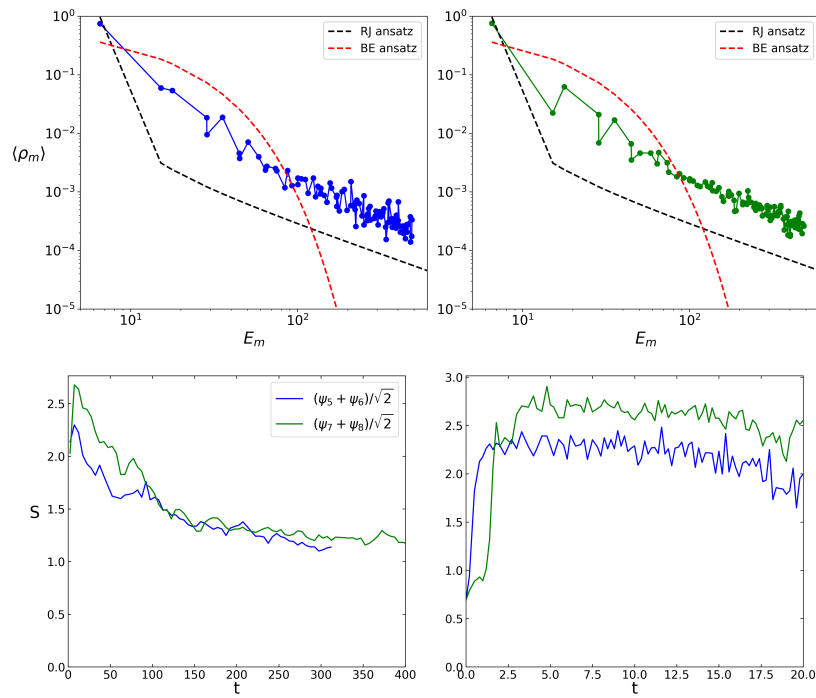 10⁰
10⁻¹
10⁻²
10⁻³
10⁻⁴
10⁻⁵
⟨ρₘ⟩
10¹
10²
Eₘ
RJ ansatz
BE ansatz
10⁰
10⁻¹
10⁻²
10⁻³
10⁻⁴
10⁻⁵
10¹
10²
Eₘ
RJ ansatz
BE ansatz
2.5
2.0
1.5
1.0
0.5
0.0
S
0 50 100 150 200 250 300 350 400
t
(ψ₅ + ψ₆)/√2
(ψ₇ + ψ₈)/√2
3.0
2.5
2.0
1.5
1.0
0.5
0.0
0.0 2.5 5.0 7.5 10.0 12.5 15.0 17.5 20.0
t